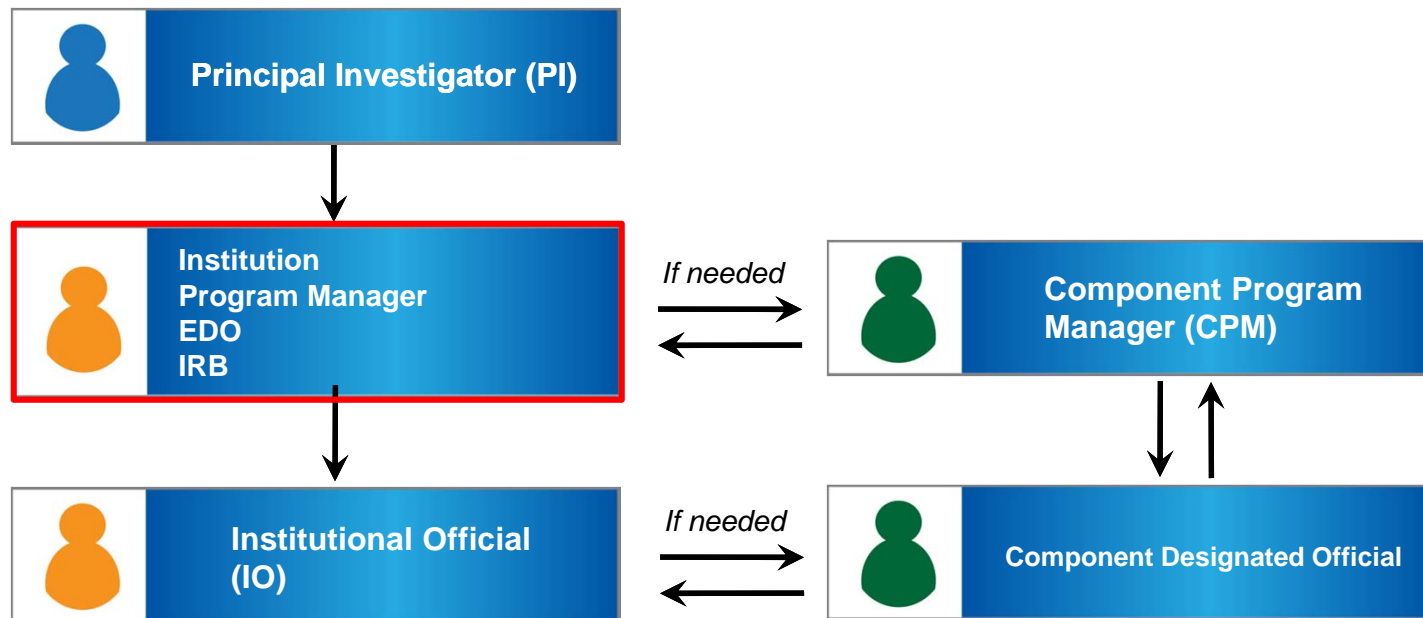 Principal Investigator (PI)
Institution
Program Manager
EDO
IRB
If needed
Component Program
Manager (CPM)
Institutional Official
(IO)
If needed
Component Designated Official